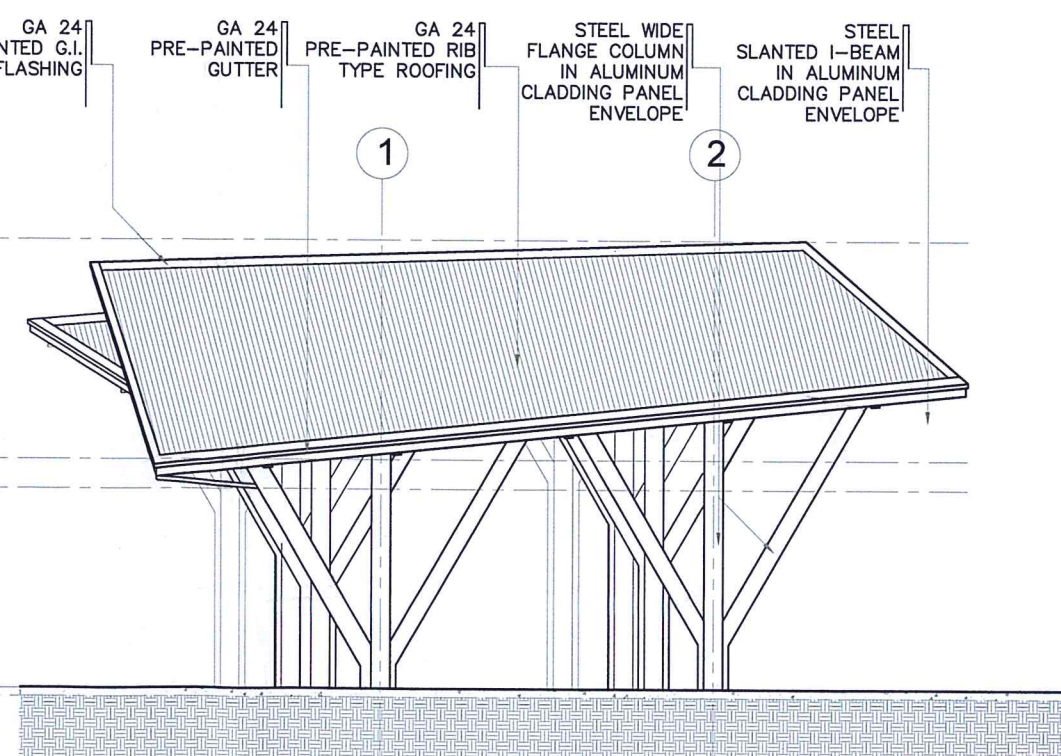 GA 24
NTED G.I.
FLASHING
GA 24
PRE-PAINTED
GUTTER
GA 24
PRE-PAINTED RIB
TYPE ROOFING
STEEL WIDE
FLANGE COLUMN
IN ALUMINUM
CLADDING PANEL
ENVELOPE
STEEL
SLANTED I-BEAM
IN ALUMINUM
CLADDING PANEL
ENVELOPE
1
2